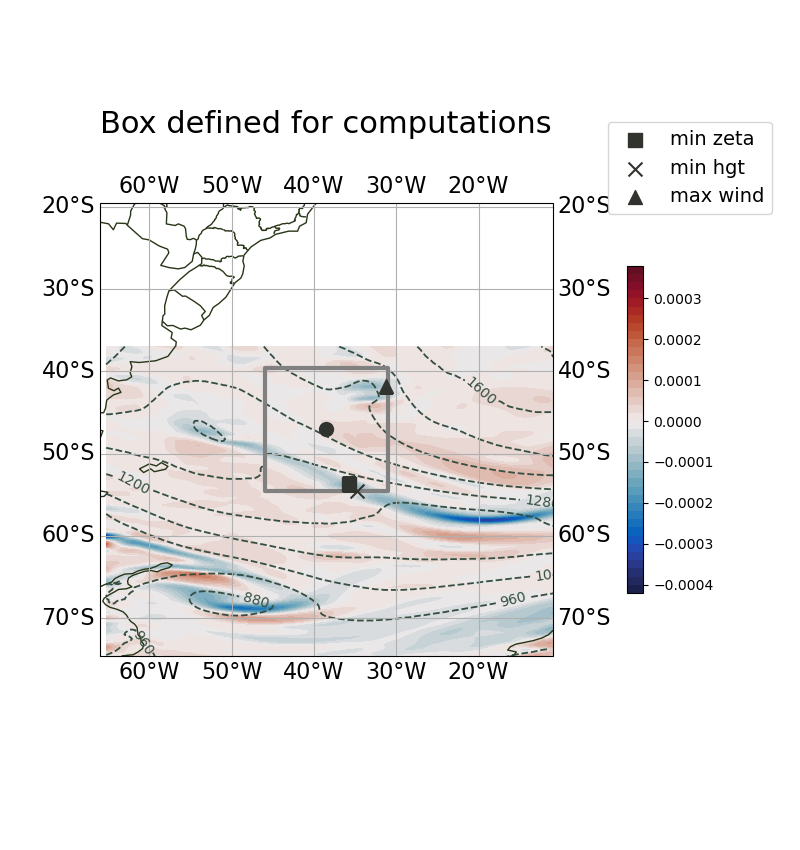 Box defined for computations
min zeta
min hgt
max wind
60°W 50°W 40°W 30°W 20°W
20°S 20°S
30°S 30°S
40°S 40°S
50°S 50°S
60°S 60°S
70°S 70°S
60°W 50°W 40°W 30°W 20°W
1600
1200
128
10
880
960
960
0.0003
0.0002
0.0001
0.0000
−0.0001
−0.0002
−0.0003
−0.0004